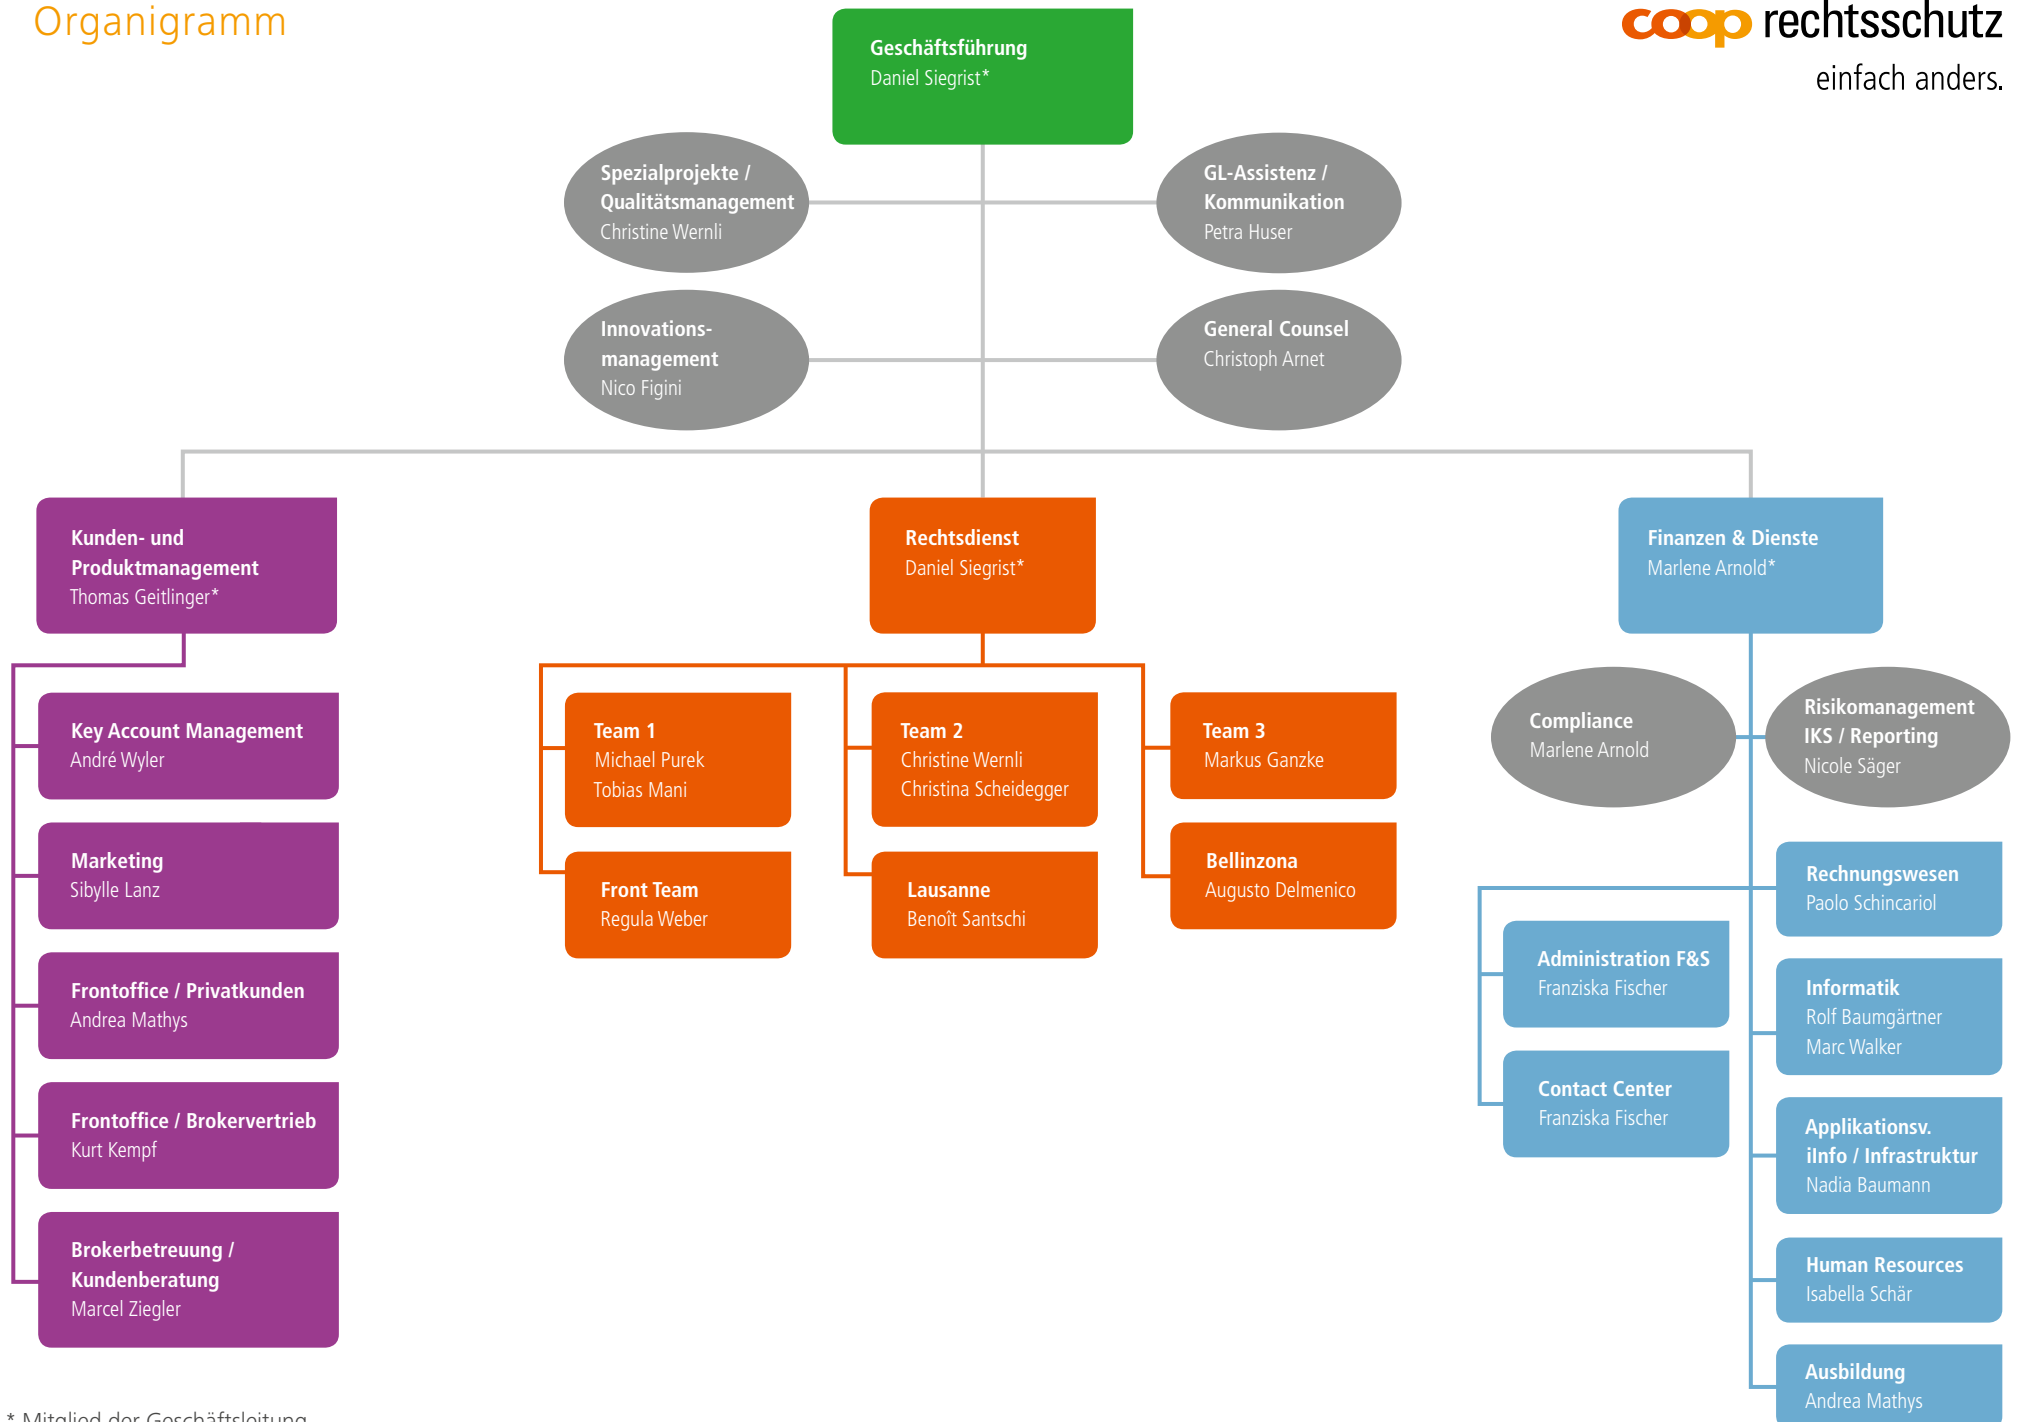 Organigramm
coop rechtsschutz
einfach anders.
Geschäftsführung
Daniel Siegrist*
Spezialprojekte /
Qualitätsmanagement
Christine Wernli
GL-Assistenz /
Kommunikation
Petra Huser
Innovations-
management
Nico Figini
General Counsel
Christoph Arnet
Kunden- und
Produktmanagement
Thomas Geitlinger*
Key Account Management
André Wyler
Marketing
Sibylle Lanz
Frontoffice / Privatkunden
Andrea Mathys
Frontoffice / Brokervertrieb
Kurt Kempf
Brokerbetreuung /
Kundenberatung
Marcel Ziegler
Rechtsdienst
Daniel Siegrist*
Team 1
Michael Purek
Tobias Mani
Team 2
Christine Wernli
Christina Scheidegger
Team 3
Markus Ganzke
Front Team
Regula Weber
Lausanne
Benoît Santschi
Bellinzona
Augusto Delmenico
Finanzen & Dienste
Marlene Arnold*
Compliance
Marlene Arnold
Risikomanagement
IKS / Reporting
Nicole Säger
Administration F&S
Franziska Fischer
Contact Center
Franziska Fischer
Rechnungswesen
Paolo Schincariol
Informatik
Rolf Baumgärtner
Marc Walker
Applikationsv.
iInfo / Infrastruktur
Nadia Baumann
Human Resources
Isabella Schär
Ausbildung
Andrea Mathys
* Mitglied der Geschäftsleitung